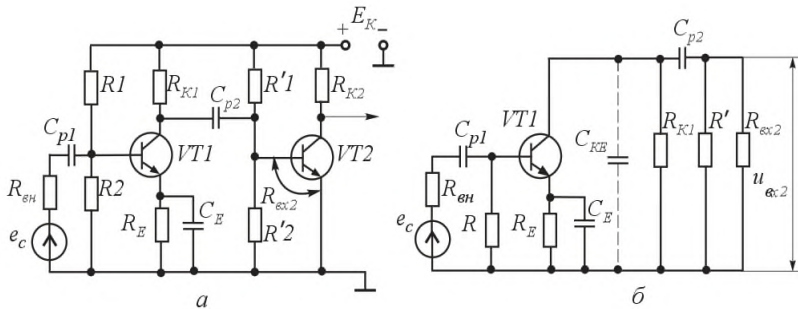 + E_K −
R1
R_K1
R'1
R_K2
C_p1
C_p2
VT1
VT2
R_вн
R2
R_вх2
e_c
R_E
C_E
R'2
а
C_p2
VT1
C_p1
C_KE
R_K1
R'
R_вх2
R_вн
R
R_E
C_E
u_вх2
e_c
б